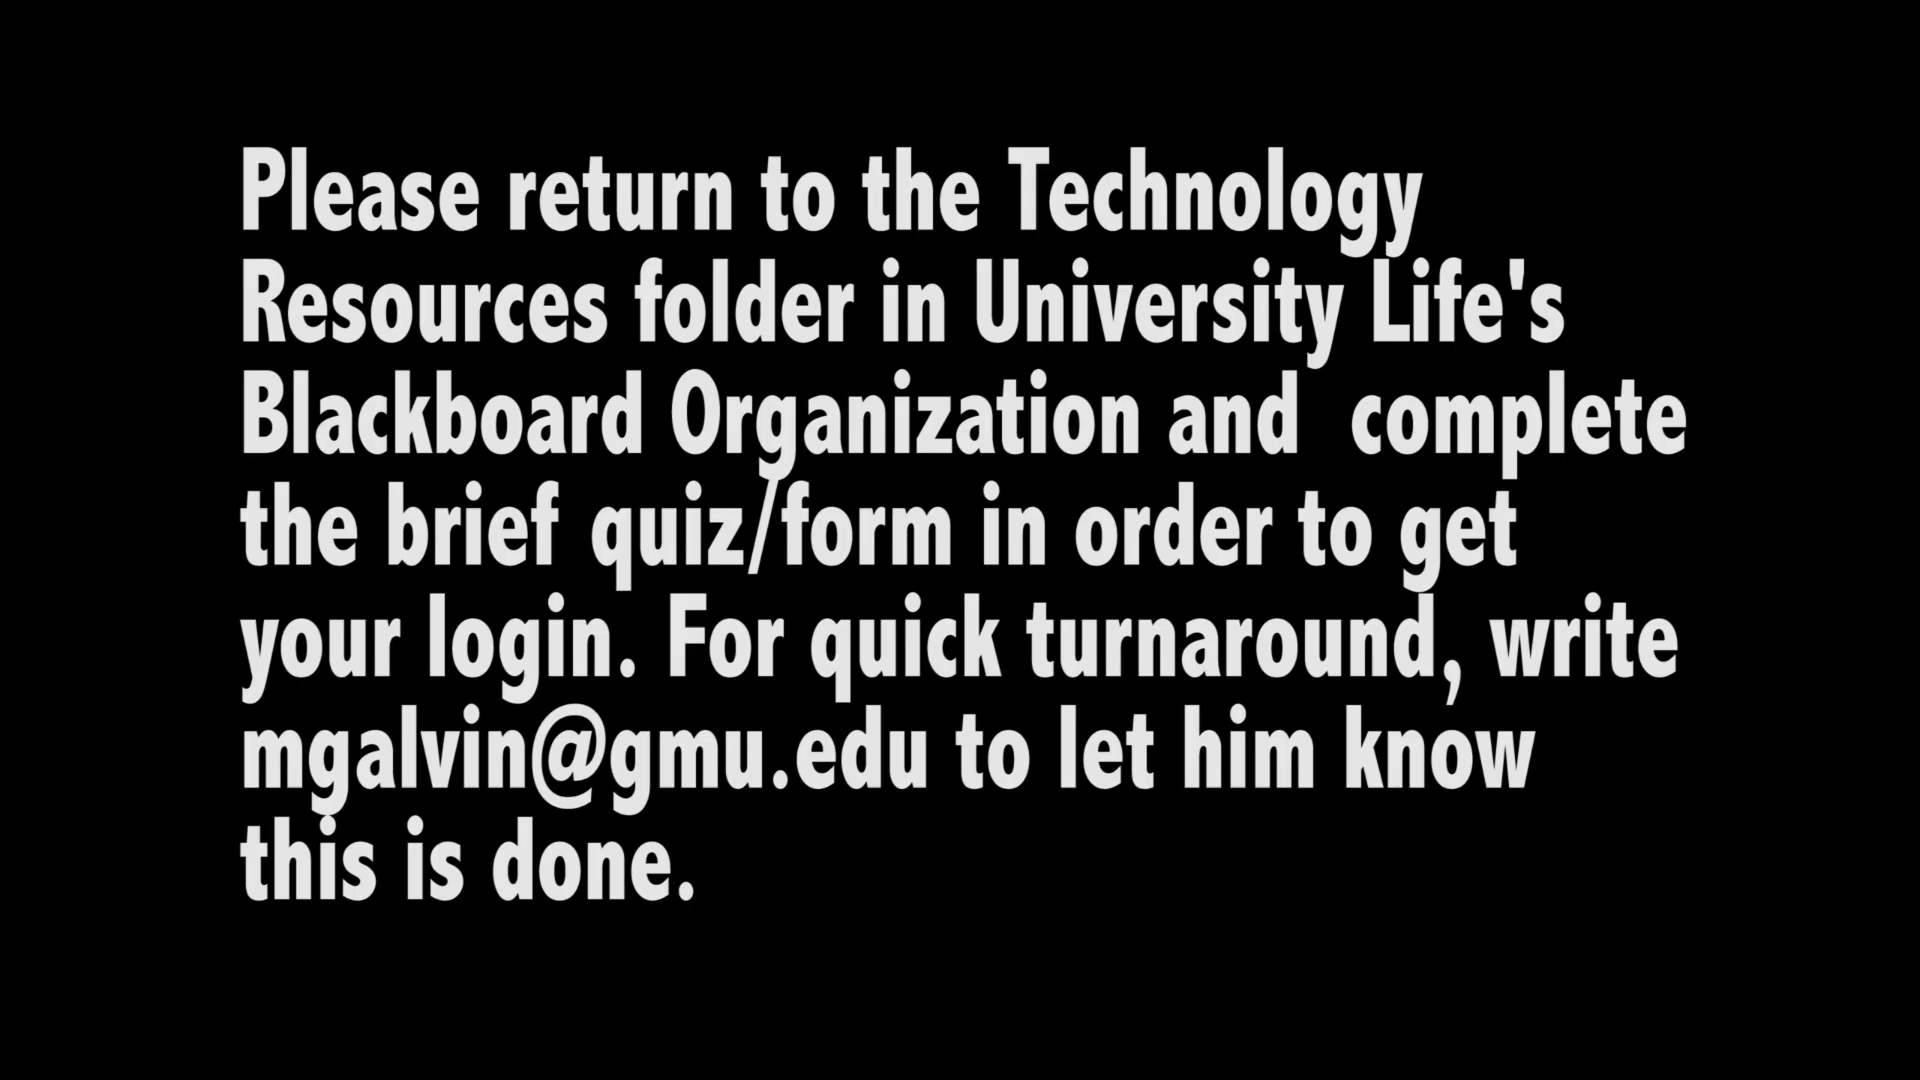 Please return to the Technology
Resources folder in University Life's
Blackboard Organization and  complete
the brief quiz/form in order to get
your login. For quick turnaround, write
mgalvin@gmu.edu to let him know
this is done.